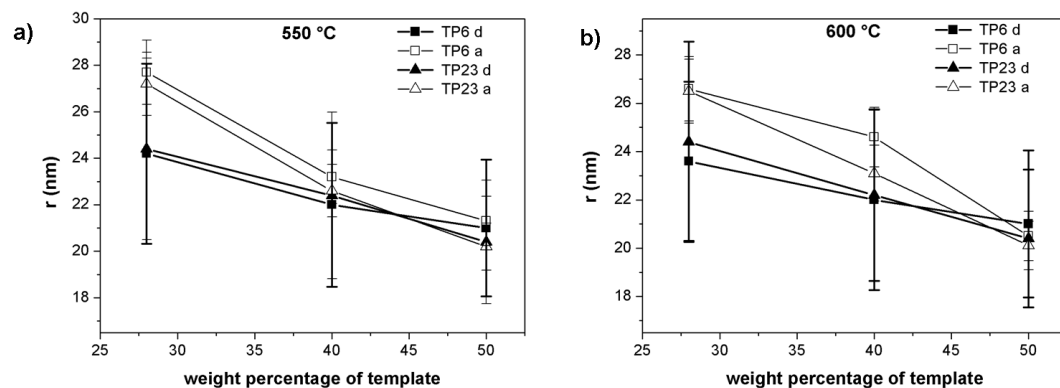 a)
550 °C
TP6 d
TP6 a
TP23 d
TP23 a
30
28
26
24
22
20
18
r (nm)
25 30 35 40 45 50
weight percentage of template
b)
600 °C
TP6 d
TP6 a
TP23 d
TP23 a
28
26
24
22
20
18
r (nm)
25 30 35 40 45 50
weight percentage of template